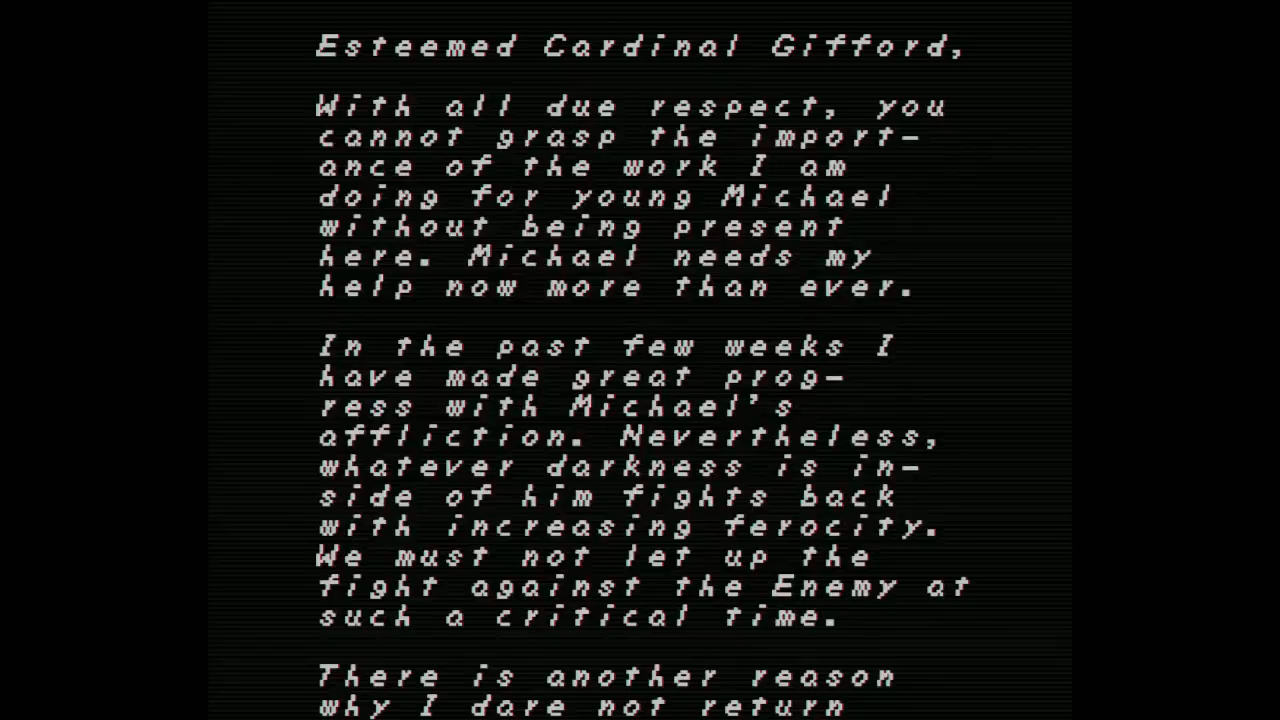 Esteemed Cardinal Gifford,
With all due respect, you
cannot grasp the import-
ance of the work I am
doing for young Michael
without being present
here. Michael needs my
help now more than ever.
In the past few weeks I
have made great prog-
ress with Michael's
affliction. Nevertheless,
whatever darkness is in-
side of him fights back
with increasing ferocity.
We must not let up the
fight against the Enemy at
such a critical time.
There is another reason
why I dare not return